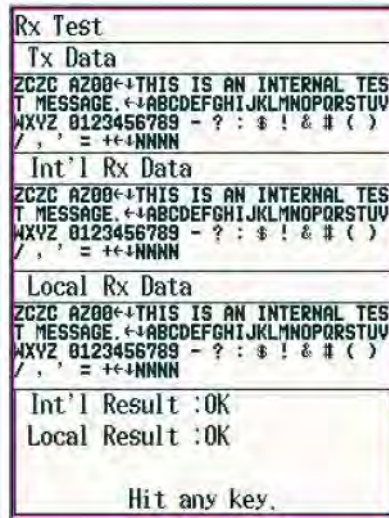 Rx Test
Tx Data
ZCZC AZ00←↓THIS IS AN INTERNAL TES
T MESSAGE.←↓ABCDEFGHIJKLMNOPQRSTUV
WXYZ 0123456789 - ? : $ ! & # ( )
/ , ' = +←↓NNNN
Int'l Rx Data
ZCZC AZ00←↓THIS IS AN INTERNAL TES
T MESSAGE.←↓ABCDEFGHIJKLMNOPQRSTUV
WXYZ 0123456789 - ? : $ ! & # ( )
/ , ' = +←↓NNNN
Local Rx Data
ZCZC AZ00←↓THIS IS AN INTERNAL TES
T MESSAGE.←↓ABCDEFGHIJKLMNOPQRSTUV
WXYZ 0123456789 - ? : $ ! & # ( )
/ , ' = +←↓NNNN
Int'l Result :OK
Local Result :OK
Hit any key.